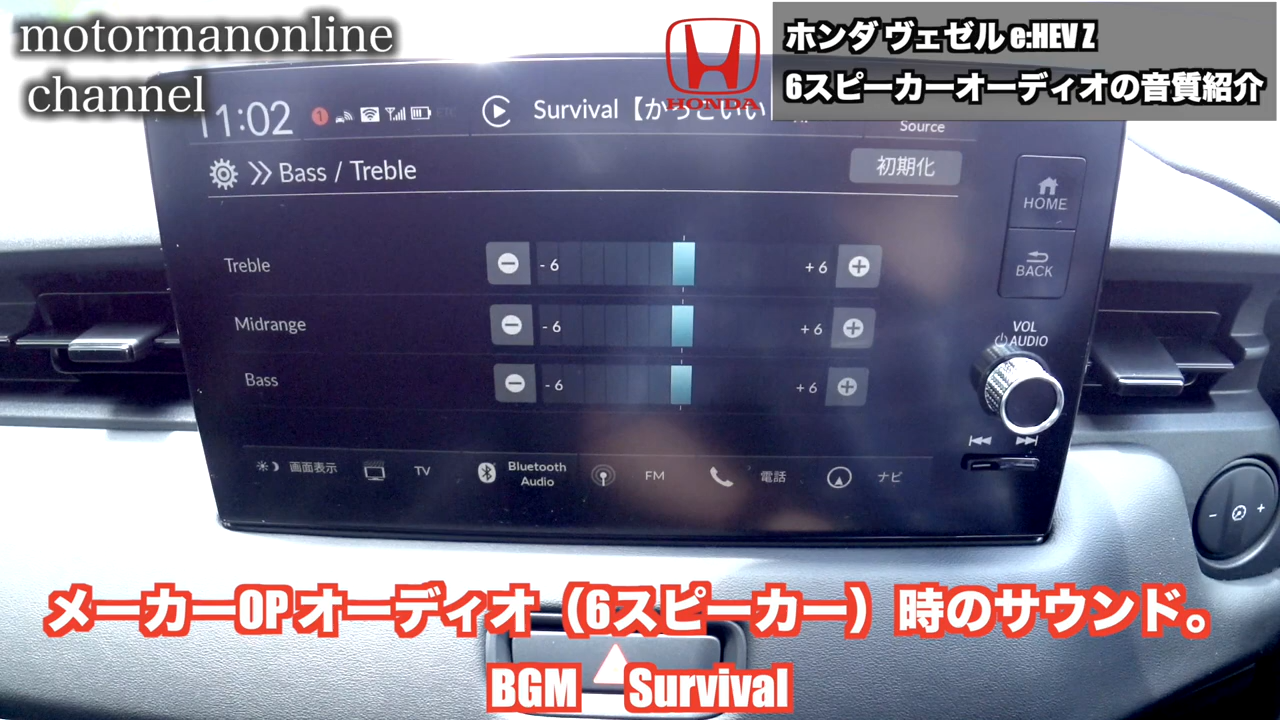 motormanonline
channel
HONDA
ホンダ ヴェゼル e:HEV Z
6スピーカーオーディオの音質紹介
11:02
1
Survival【かっこいい
Source
Bass / Treble
初期化
HOME
BACK
Treble
- 6
+ 6
Midrange
- 6
+ 6
Bass
- 6
+ 6
VOL
AUDIO
画面表示
TV
Bluetooth
Audio
FM
電話
ナビ
- +
メーカーOPオーディオ（6スピーカー）時のサウンド。
BGM Survival